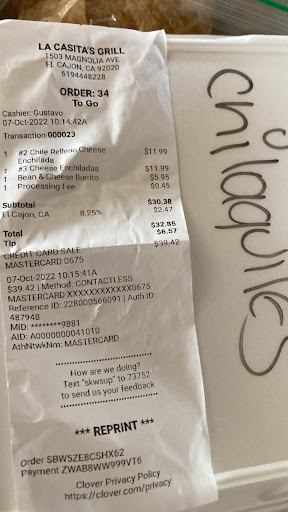 LA CASITA'S GRILL
1503 MAGNOLIA AVE
EL CAJON, CA 92020
6194448228
ORDER: 34
To Go
Cashier: Gustavo
07-Oct-2022 10:14:42A
Transaction 000023
1 #2 Chile Relleno,Cheese $11.99
Enchilada
1 #3 Cheese Enchiladas $11.99
1 Bean & Cheese Burrito $5.95
1 Processing Fee $0.45
Subtotal $30.38
El Cajon, CA 8.25% $2.47
Total $32.85
Tip $6.57
CREDIT CARD SALE $39.42
MASTERCARD 0675
07-Oct-2022 10:15:41A
$39.42 | Method: CONTACTLESS
MASTERCARD XXXXXXXXXXXX0675
Reference ID: 228000566091 | Auth ID:
487948
MID: ********9881
AID: A0000000041010
AthNtwkNm: MASTERCARD
How are we doing?
Text "skwsup" to 73752
to send us your feedback
*** REPRINT ***
Order SBW5ZEBCSHX62
Payment ZWAB8WW999VT6
Clover Privacy Policy
https://clover.com/privacy
chilaquiles